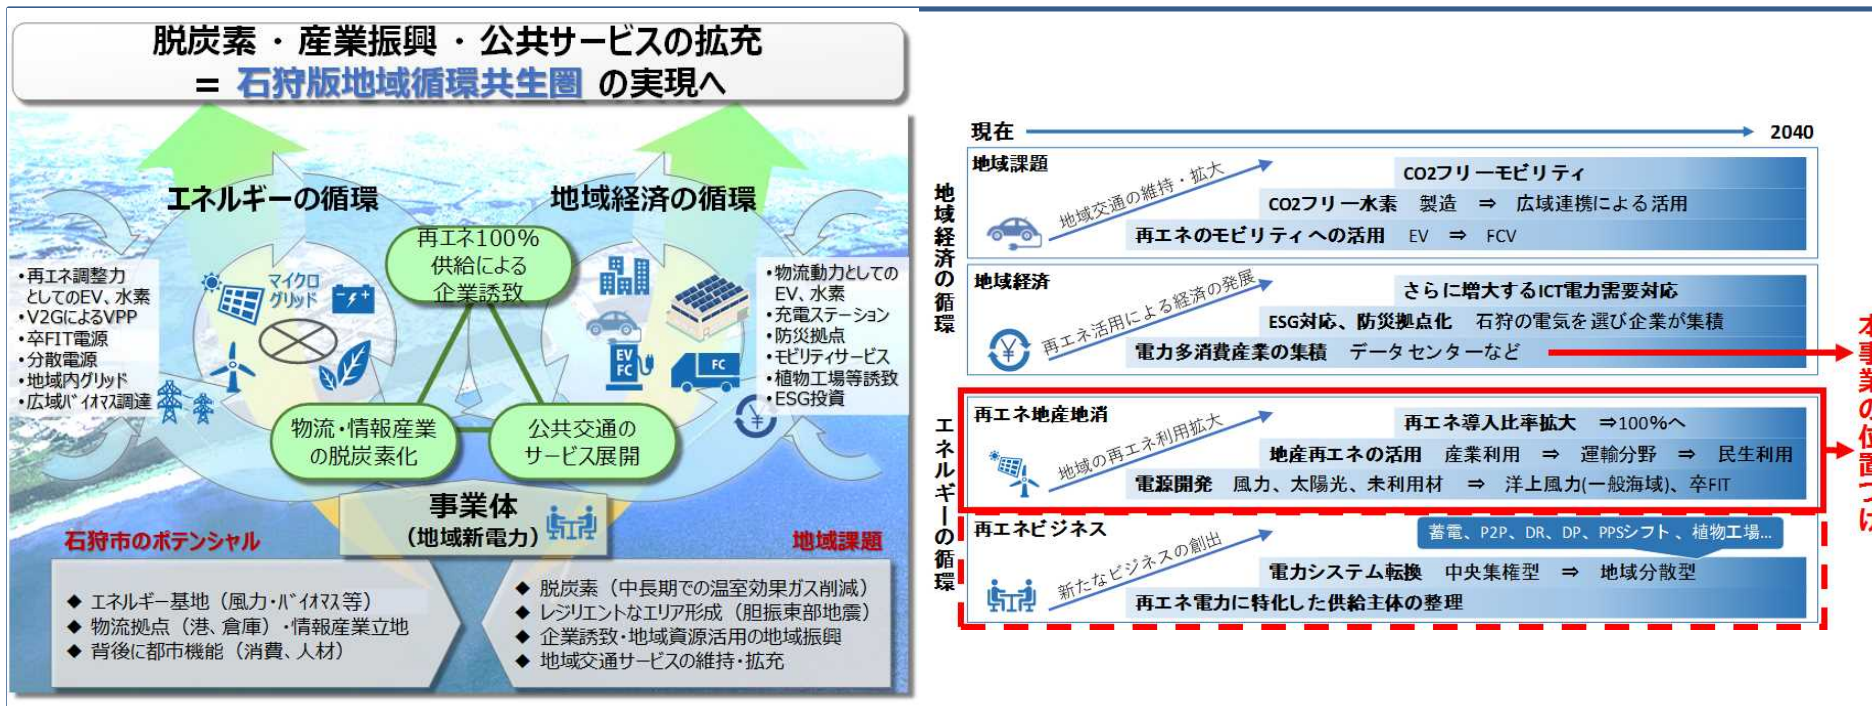 脱炭素 ・ 産業振興 ・ 公共サービスの拡充
＝ 石狩版地域循環共生圏 の実現へ
エネルギーの循環
地域経済の循環
再エネ100％
供給による
企業誘致
・再エネ調整力
としてのEV、水素
・V2GによるVPP
・卒FIT電源
・分散電源
・地域内グリッド
・広域バイオマス調達
マイクロ
グリッド
EV
FC
FC
・物流動力としての
EV、水素
・充電ステーション
・防災拠点
・モビリティサービス
・植物工場等誘致
・ESG投資
物流・情報産業
の脱炭素化
公共交通の
サービス展開
事業体
（地域新電力）
石狩市のポテンシャル
地域課題
◆ エネルギー基地（風力・バイオマス等）
◆ 物流拠点（港、倉庫）・情報産業立地
◆ 背後に都市機能（消費、人材）
◆ 脱炭素（中長期での温室効果ガス削減）
◆ レジリエントなエリア形成（胆振東部地震）
◆ 企業誘致・地域資源活用の地域振興
◆ 地域交通サービスの維持・拡充
現在
2040
地域経済の循環
地域課題
地域交通の維持・拡大
CO2フリーモビリティ
CO2フリー水素 製造 ⇒ 広域連携による活用
再エネのモビリティへの活用 EV ⇒ FCV
地域経済
再エネ活用による経済の発展
さらに増大するICT電力需要対応
ESG対応、防災拠点化 石狩の電気を選び企業が集積
電力多消費産業の集積 データセンターなど
エネルギーの循環
再エネ地産地消
地域の再エネ利用拡大
再エネ導入比率拡大 ⇒100%へ
地産再エネの活用 産業利用 ⇒ 運輸分野 ⇒ 民生利用
電源開発 風力、太陽光、未利用材 ⇒ 洋上風力(一般海域)、卒FIT
再エネビジネス
新たなビジネスの創出
蓄電、P2P、DR、DP、PPSシフト、植物工場…
電力システム転換 中央集権型 ⇒ 地域分散型
再エネ電力に特化した供給主体の整理
本事業の位置づけ